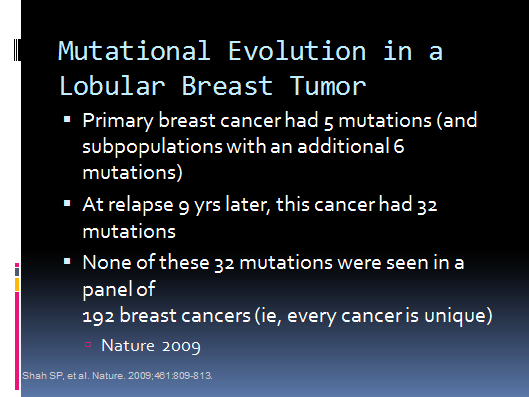 Mutational Evolution in a
Lobular Breast Tumor
Primary breast cancer had 5 mutations (and
subpopulations with an additional 6
mutations)
At relapse 9 yrs later, this cancer had 32
mutations
None of these 32 mutations were seen in a
panel of
192 breast cancers (ie, every cancer is unique)
Nature 2009
Shah SP, et al. Nature. 2009;461:809-813.